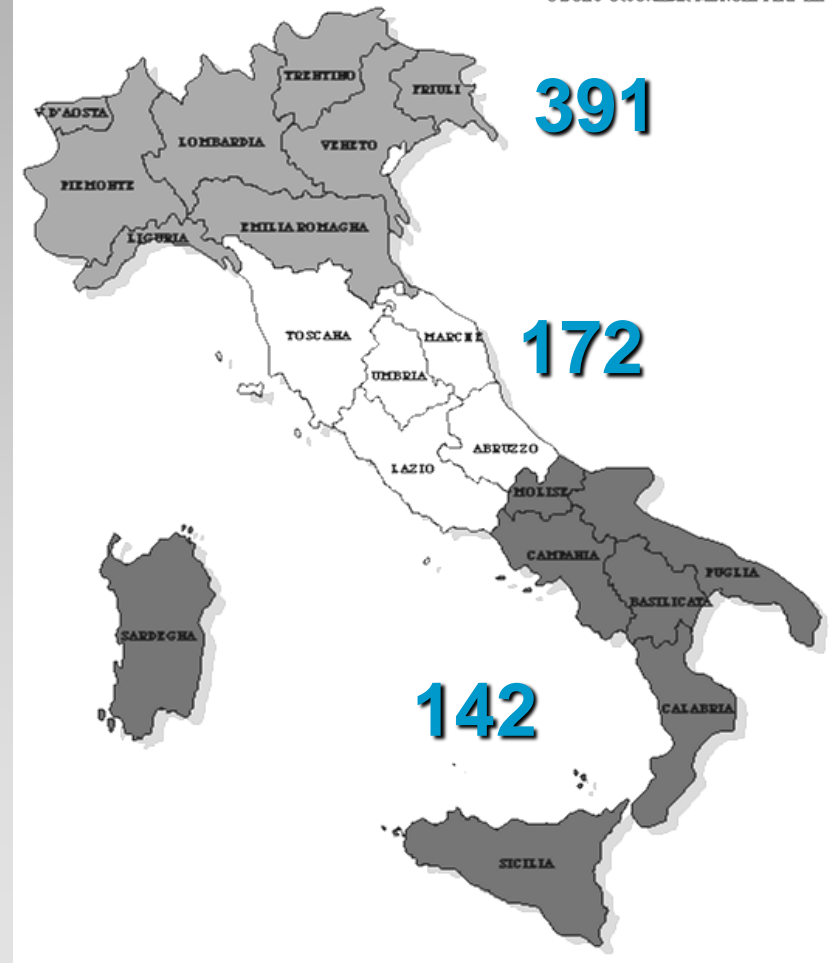 TRENTINO
FRIULI
391
V D'AOSTA
LOMBARDIA
VENETO
PIEMONTE
EMILIA ROMAGNA
LIGURIA
TOSCANA
MARCHE
172
UMBRIA
ABRUZZO
LAZIO
MOLISE
CAMPANIA
PUGLIA
BASILICATA
SARDEGNA
142
CALABRIA
SICILIA